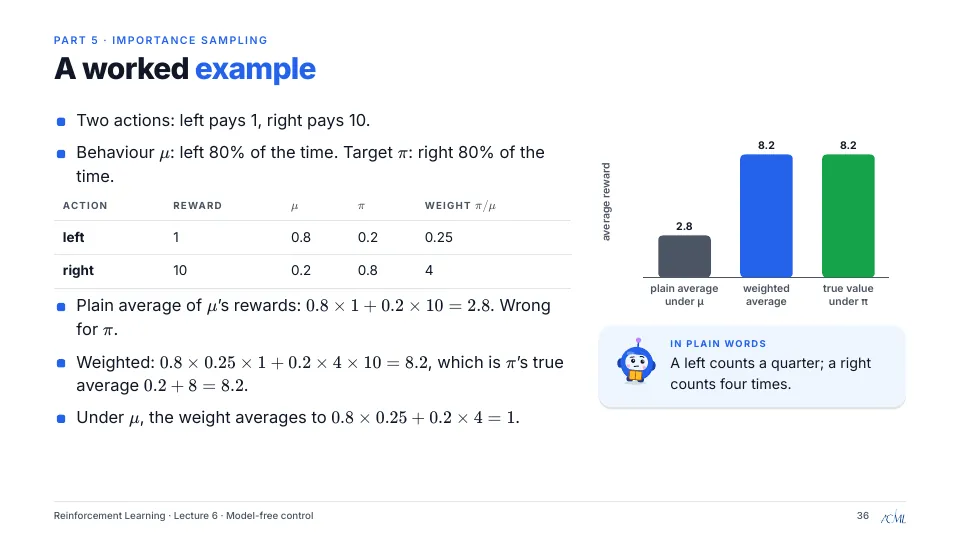 PART 5 · IMPORTANCE SAMPLING
A worked example
Two actions: left pays 1, right pays 10.
Behaviour μ: left 80% of the time. Target π: right 80% of the
time.
ACTION REWARD μ π WEIGHT π/μ
left 1 0.8 0.2 0.25
right 10 0.2 0.8 4
Plain average of μ’s rewards: 0.8 × 1 + 0.2 × 10 = 2.8. Wrong
for π.
Weighted: 0.8 × 0.25 × 1 + 0.2 × 4 × 10 = 8.2, which is π’s true
average 0.2 + 8 = 8.2.
Under μ, the weight averages to 0.8 × 0.25 + 0.2 × 4 = 1.
average reward
2.8
8.2
8.2
plain average
under μ
weighted
average
true value
under π
IN PLAIN WORDS
A left counts a quarter; a right
counts four times.
Reinforcement Learning · Lecture 6 · Model-free control
36
ACML